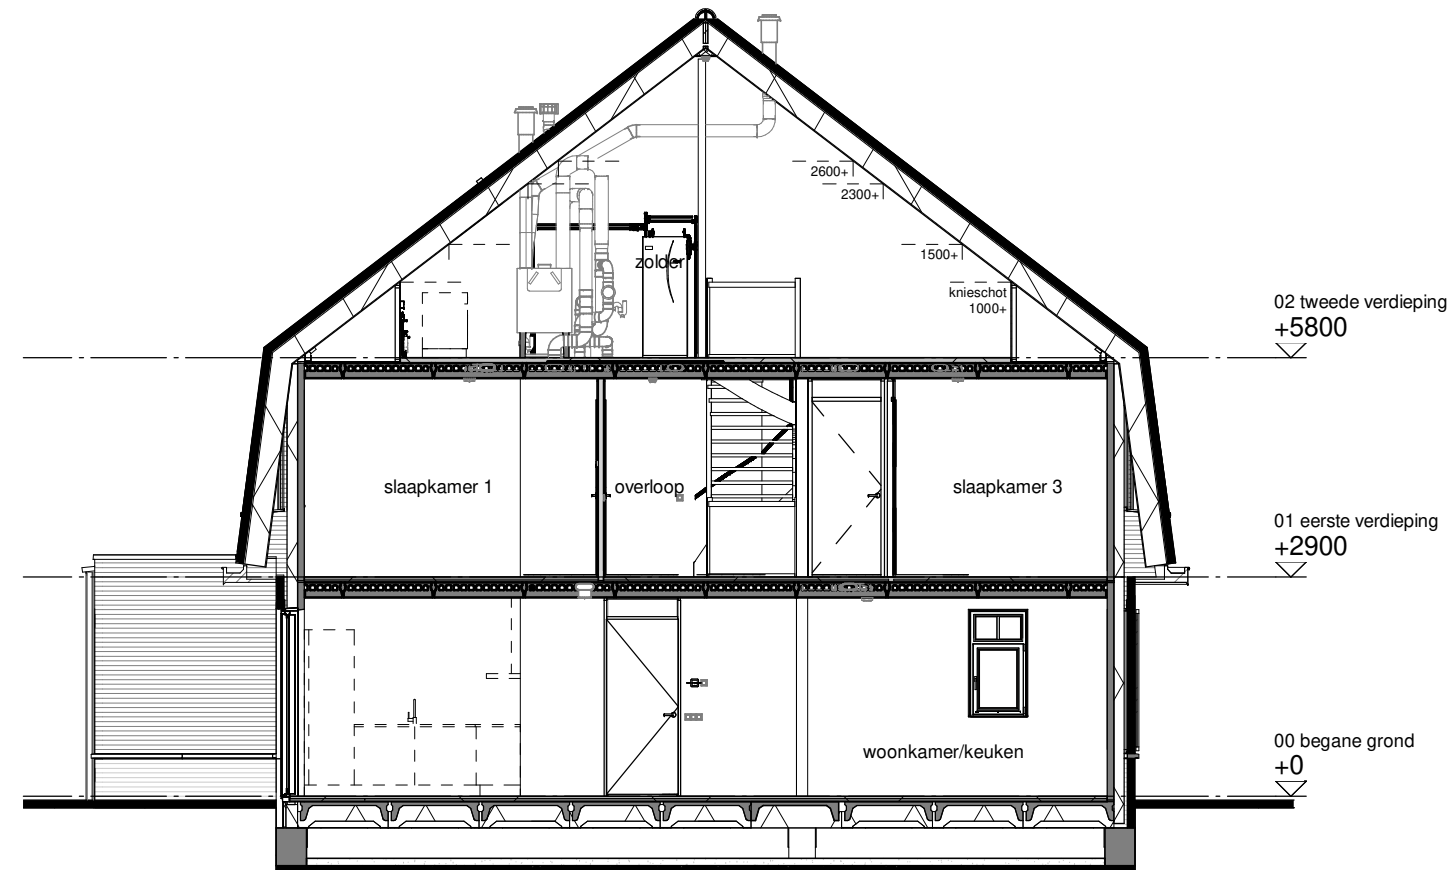 2600+
2300+
zolder
1500+
knieschot
1000+
02 tweede verdieping
+5800
slaapkamer 1
overloop
slaapkamer 3
01 eerste verdieping
+2900
woonkamer/keuken
00 begane grond
+0